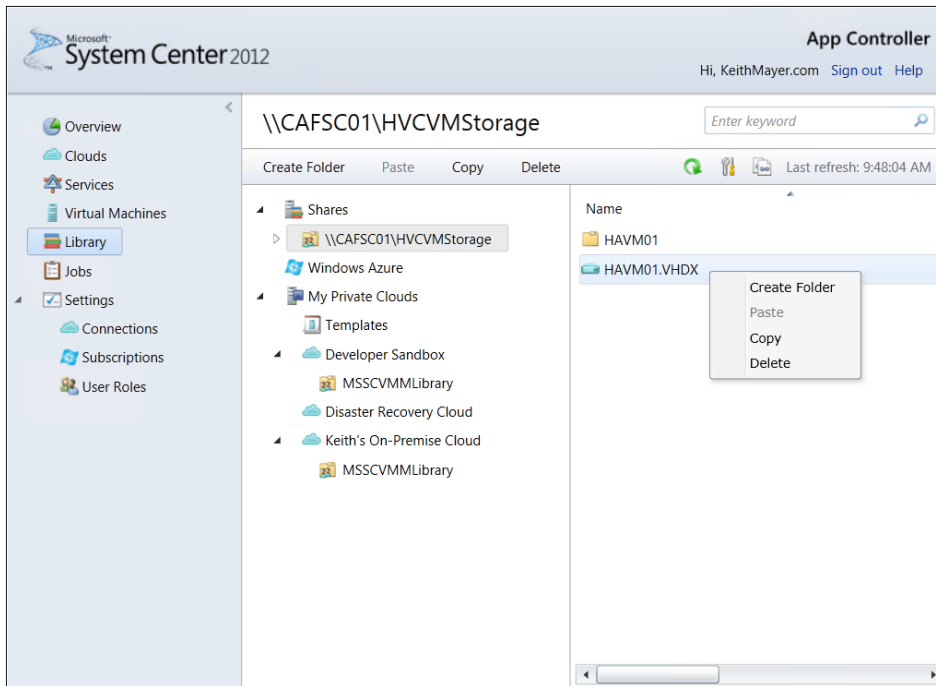 Microsoft
System Center 2012
App Controller
Hi, KeithMayer.com Sign out Help
Overview
Clouds
Services
Virtual Machines
Library
Jobs
Settings
Connections
Subscriptions
User Roles
\\CAFSC01\HVCVMStorage
Enter keyword
Create Folder Paste Copy Delete
Last refresh: 9:48:04 AM
Shares
\\CAFSC01\HVCVMStorage
Windows Azure
My Private Clouds
Templates
Developer Sandbox
MSSCVMMLibrary
Disaster Recovery Cloud
Keith's On-Premise Cloud
MSSCVMMLibrary
Name
HAVM01
HAVM01.VHDX
Create Folder
Paste
Copy
Delete